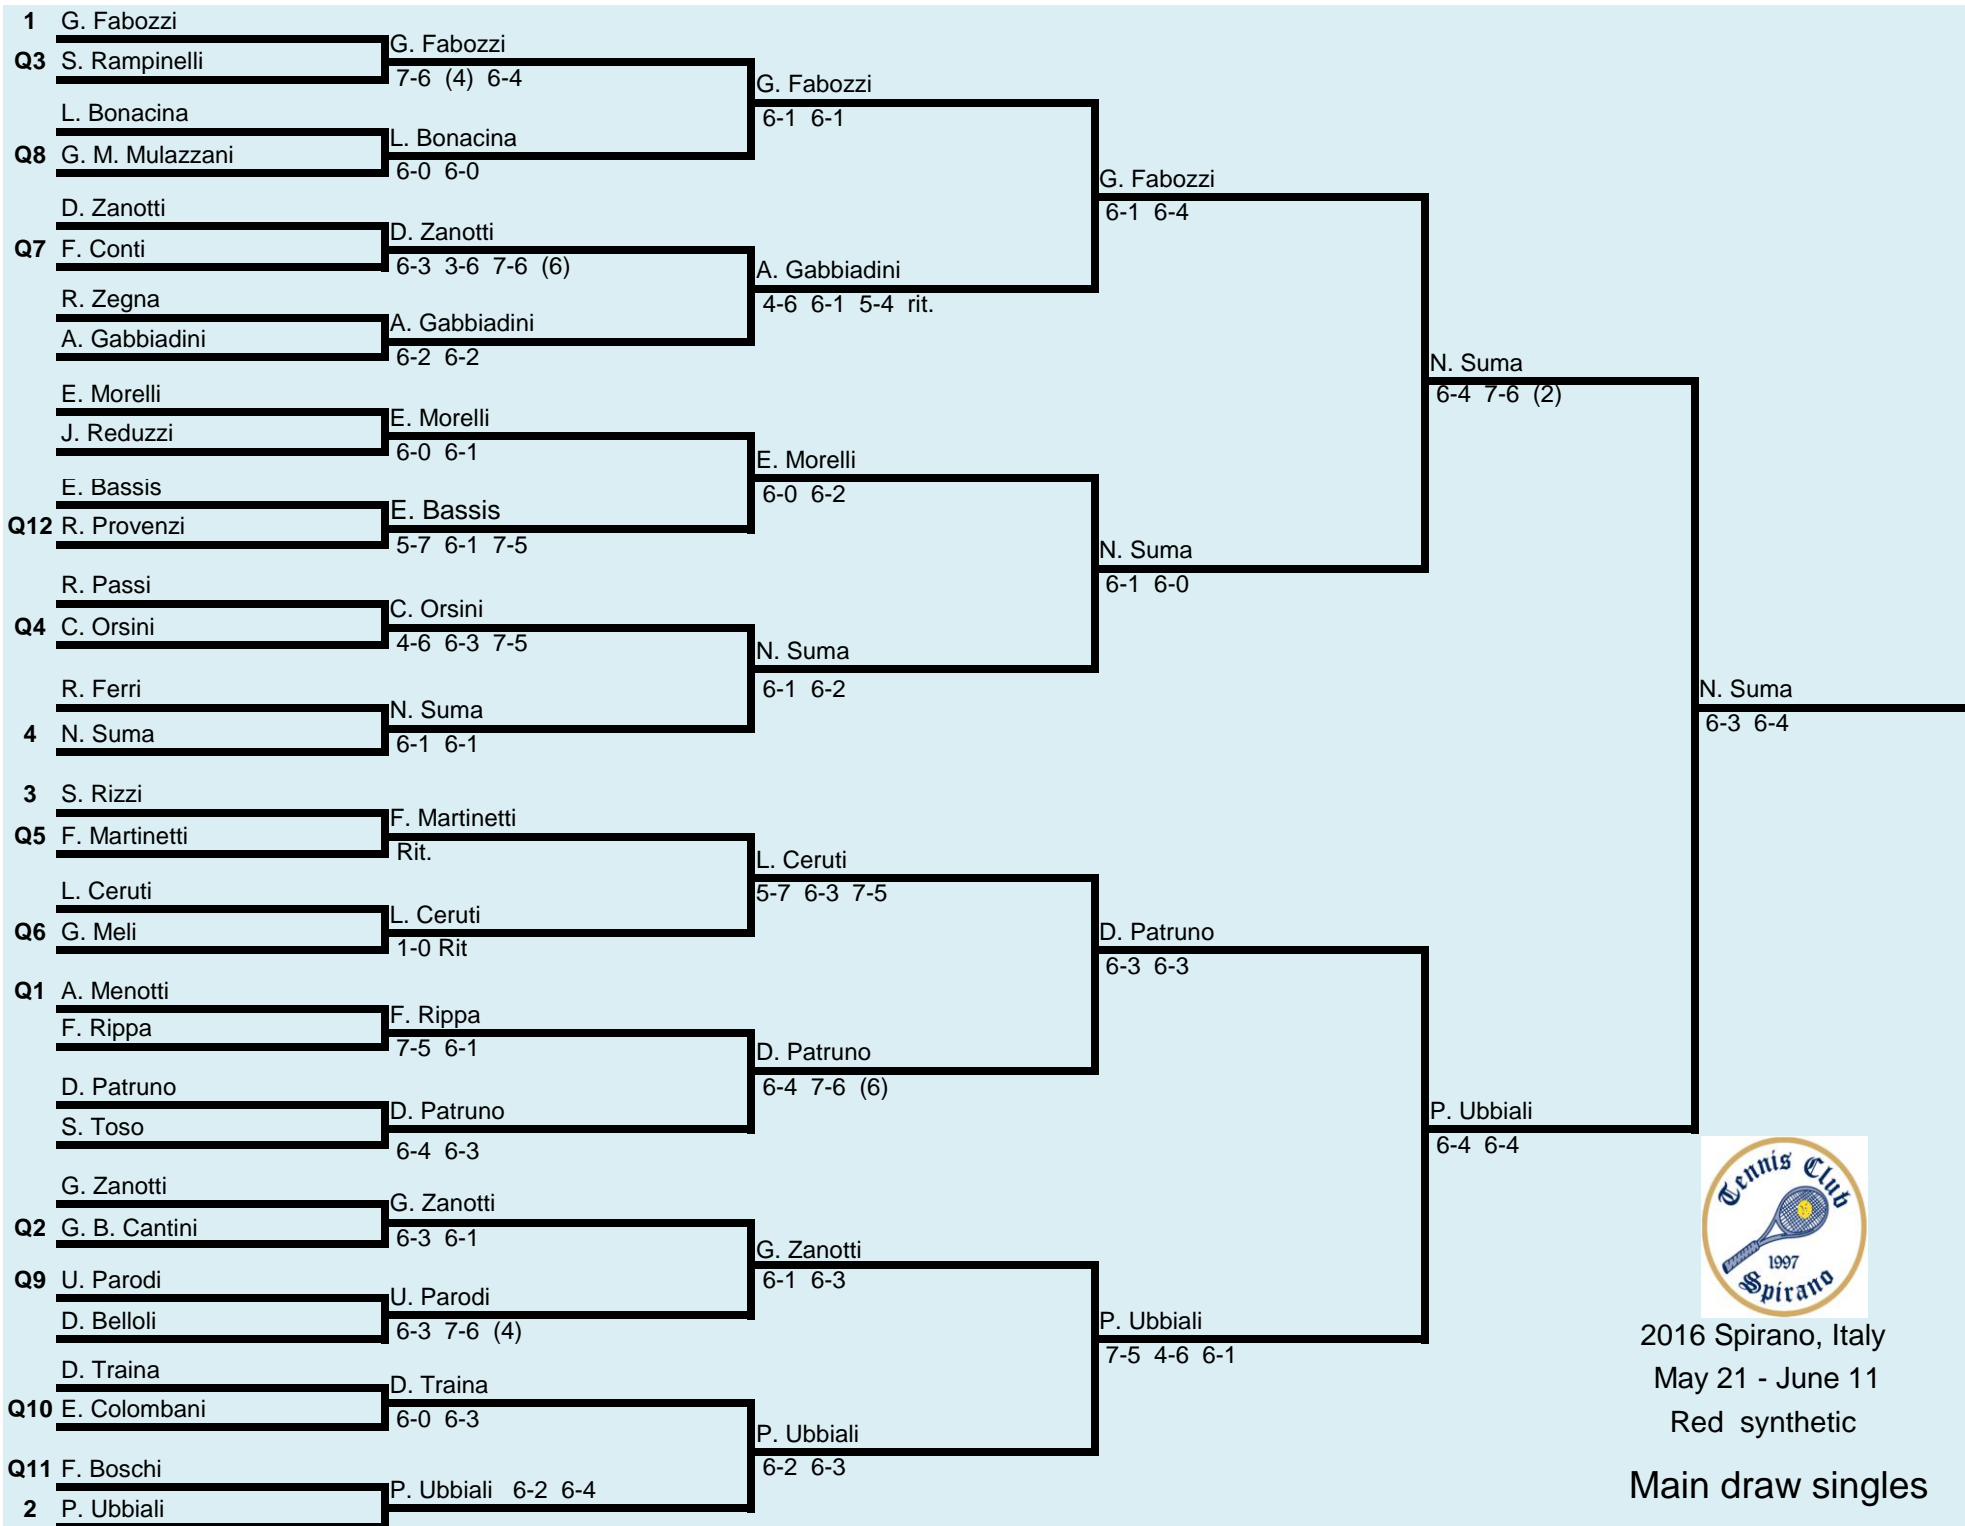 1 G. Fabozzi
Q3 S. Rampinelli
L. Bonacina
Q8 G. M. Mulazzani
D. Zanotti
Q7 F. Conti
R. Zegna
A. Gabbiadini
E. Morelli
J. Reduzzi
E. Bassis
Q12 R. Provenzi
R. Passi
Q4 C. Orsini
R. Ferri
4 N. Suma
3 S. Rizzi
Q5 F. Martinetti
L. Ceruti
Q6 G. Meli
Q1 A. Menotti
F. Rippa
D. Patruno
S. Toso
G. Zanotti
Q2 G. B. Cantini
Q9 U. Parodi
D. Belloli
D. Traina
Q10 E. Colombani
Q11 F. Boschi
2 P. Ubbiali
G. Fabozzi
7-6 (4) 6-4
L. Bonacina
6-0 6-0
D. Zanotti
6-3 3-6 7-6 (6)
A. Gabbiadini
6-2 6-2
E. Morelli
6-0 6-1
E. Bassis
5-7 6-1 7-5
C. Orsini
4-6 6-3 7-5
N. Suma
6-1 6-1
F. Martinetti
Rit.
L. Ceruti
1-0 Rit
F. Rippa
7-5 6-1
D. Patruno
6-4 6-3
G. Zanotti
6-3 6-1
U. Parodi
6-3 7-6 (4)
D. Traina
6-0 6-3
P. Ubbiali 6-2 6-4
G. Fabozzi
6-1 6-1
A. Gabbiadini
4-6 6-1 5-4 rit.
E. Morelli
6-0 6-2
N. Suma
6-1 6-2
L. Ceruti
5-7 6-3 7-5
D. Patruno
6-4 7-6 (6)
G. Zanotti
6-1 6-3
P. Ubbiali
6-2 6-3
G. Fabozzi
6-1 6-4
N. Suma
6-1 6-0
D. Patruno
6-3 6-3
P. Ubbiali
7-5 4-6 6-1
N. Suma
6-4 7-6 (2)
P. Ubbiali
6-4 6-4
N. Suma
6-3 6-4
Tennis Club
1997
Spirano
2016 Spirano, Italy
May 21 - June 11
Red synthetic
Main draw singles